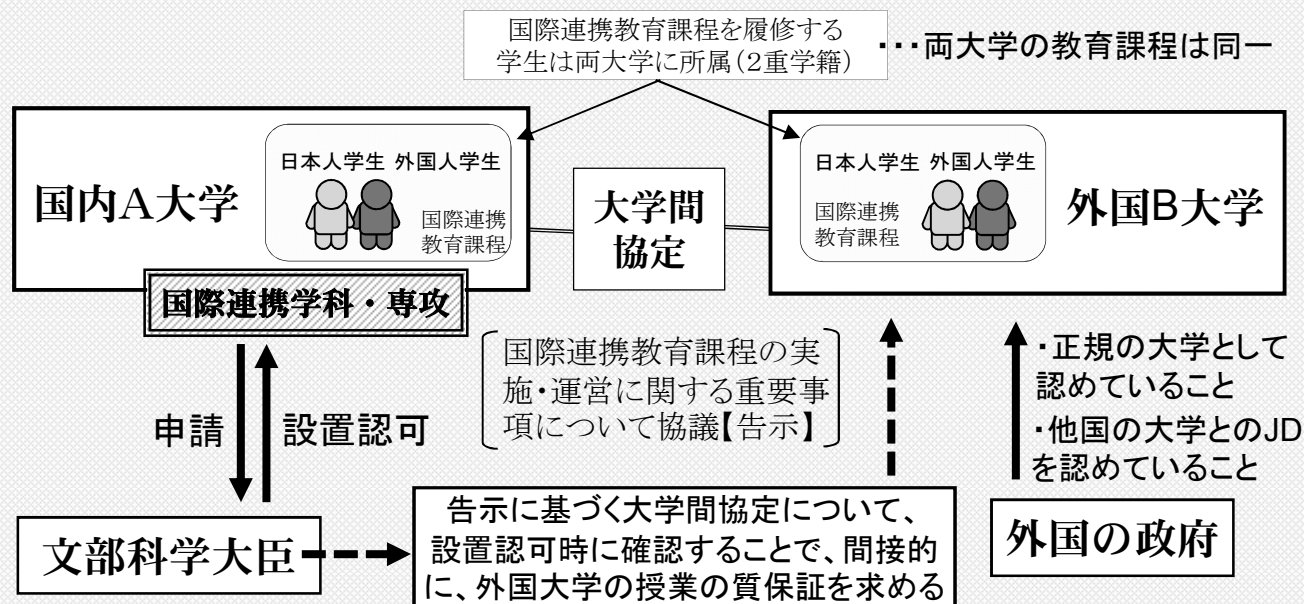 国際連携教育課程を履修する
学生は両大学に所属(2重学籍)
・・・両大学の教育課程は同一
国内A大学
日本人学生 外国人学生
国際連携
教育課程
国際連携学科・専攻
大学間
協定
日本人学生 外国人学生
国際連携
教育課程
外国B大学
国際連携教育課程の実
施・運営に関する重要事
項について協議【告示】
・正規の大学として
認めていること
・他国の大学とのJD
を認めていること
申請
設置認可
文部科学大臣
告示に基づく大学間協定について、
設置認可時に確認することで、間接的
に、外国大学の授業の質保証を求める
外国の政府